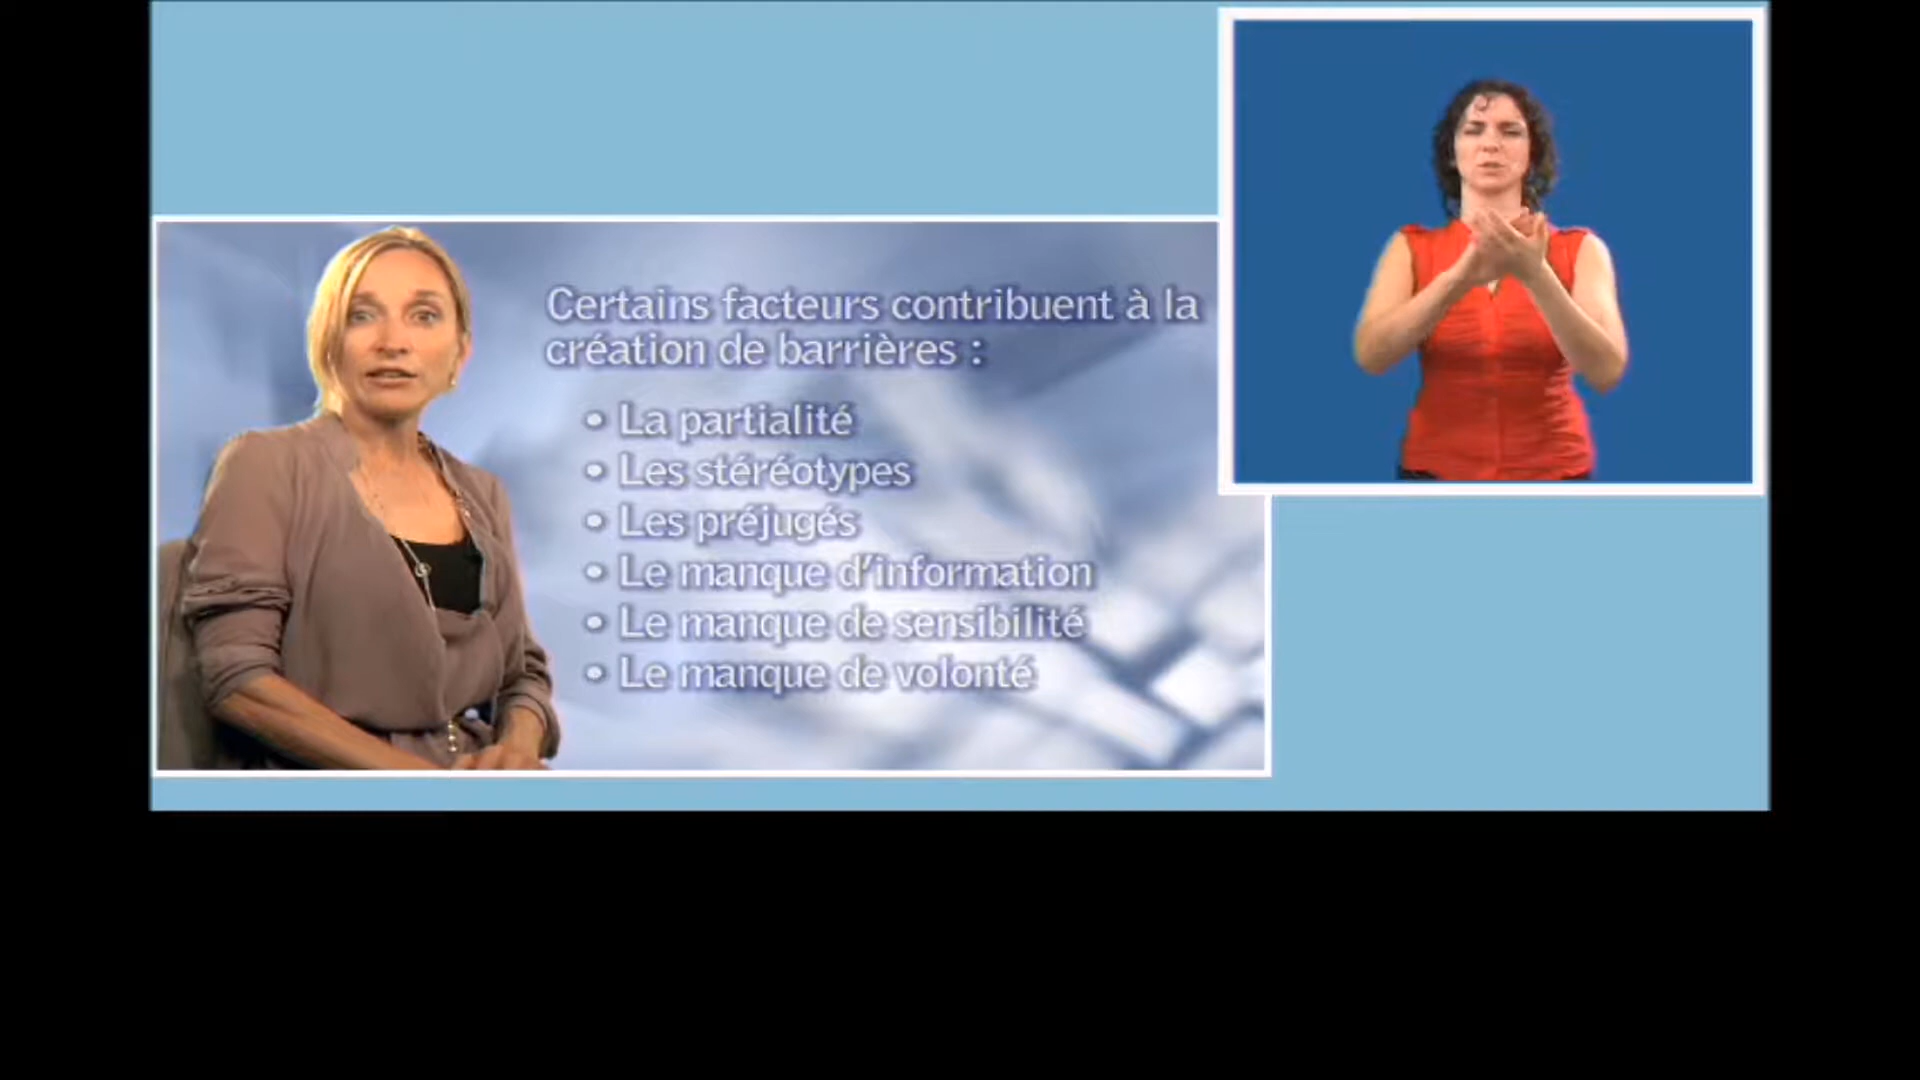 Certains facteurs contribuent à la
création de barrières :
• La partialité
• Les stéréotypes
• Les préjugés
• Le manque d'information
• Le manque de sensibilité
• Le manque de volonté